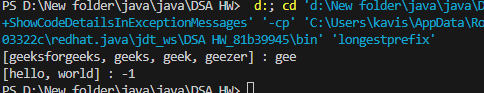 PS D:\New folder\java\java\DSA HW> d:; cd 'd:\New folder\java\java\D
+ShowCodeDetailsInExceptionMessages' '-cp' 'C:\Users\kavis\AppData\Ro
03322c\redhat.java\jdt_ws\DSA HW_81b39945\bin' 'longestprefix'
[geeksforgeeks, geeks, geek, geezer] : gee
[hello, world] : -1
PS D:\New folder\java\java\DSA HW>